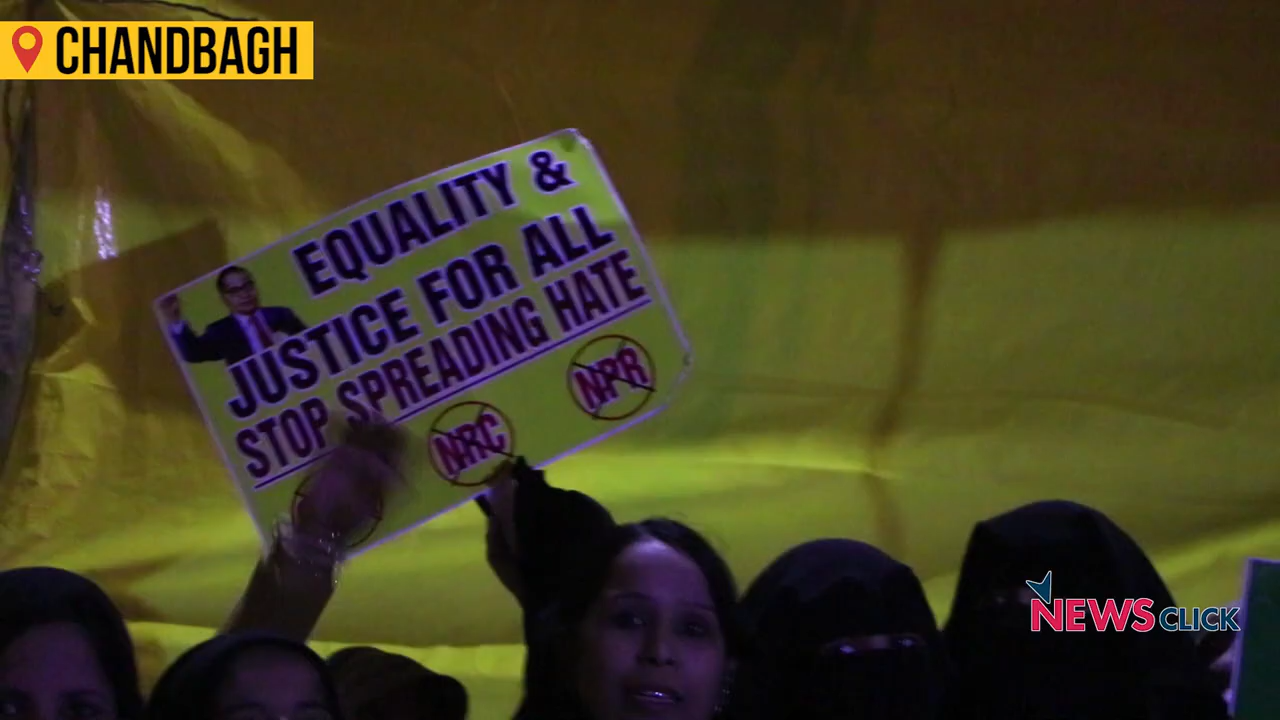 CHANDBAGH
EQUALITY &
JUSTICE FOR ALL
STOP SPREADING HATE
NRC
NPR
NEWSCLICK